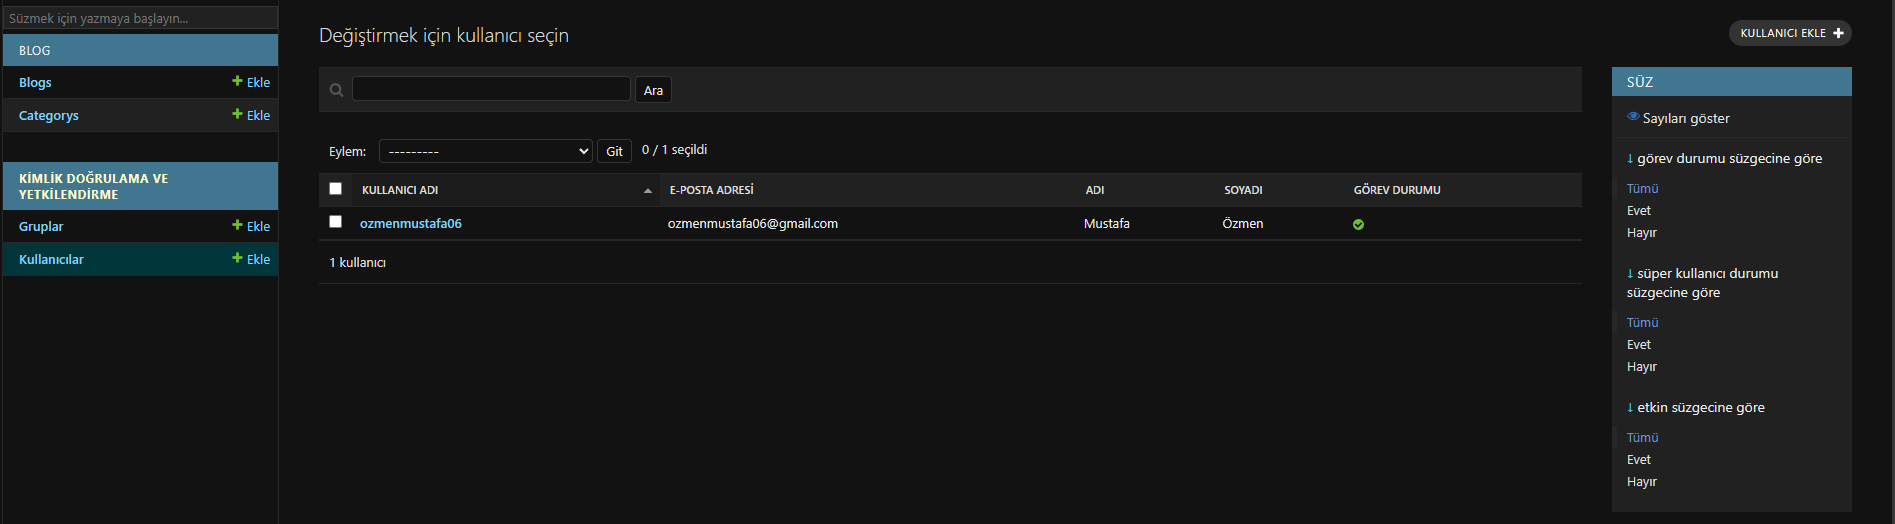 Süzmek için yazmaya başlayın...
BLOG
Blogs
Ekle
Categorys
Ekle
KİMLİK DOĞRULAMA VE
YETKİLENDİRME
Gruplar
Ekle
Kullanıcılar
Ekle
Değiştirmek için kullanıcı seçin
KULLANICI EKLE
Ara
Eylem: --------- Git 0 / 1 seçildi
KULLANICI ADI E-POSTA ADRESİ ADI SOYADI GÖREV DURUMU
ozmenmustafa06 ozmenmustafa06@gmail.com Mustafa Özmen
1 kullanıcı
SÜZ
Sayıları göster
↓ görev durumu süzgecine göre
Tümü
Evet
Hayır
↓ süper kullanıcı durumu
süzgecine göre
Tümü
Evet
Hayır
↓ etkin süzgecine göre
Tümü
Evet
Hayır